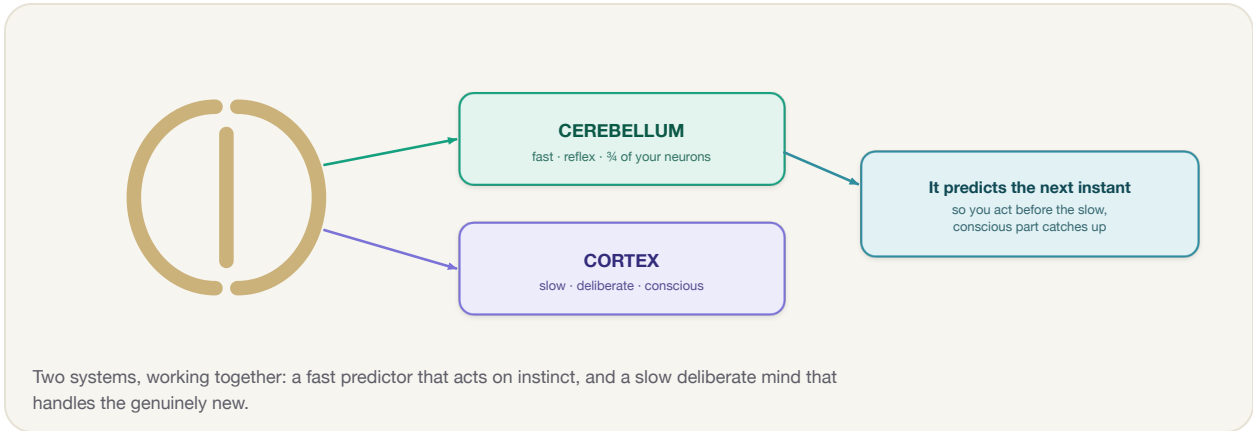 CEREBELLUM
fast · reflex · ¾ of your neurons
It predicts the next instant
so you act before the slow,
conscious part catches up
CORTEX
slow · deliberate · conscious
Two systems, working together: a fast predictor that acts on instinct, and a slow deliberate mind that
handles the genuinely new.